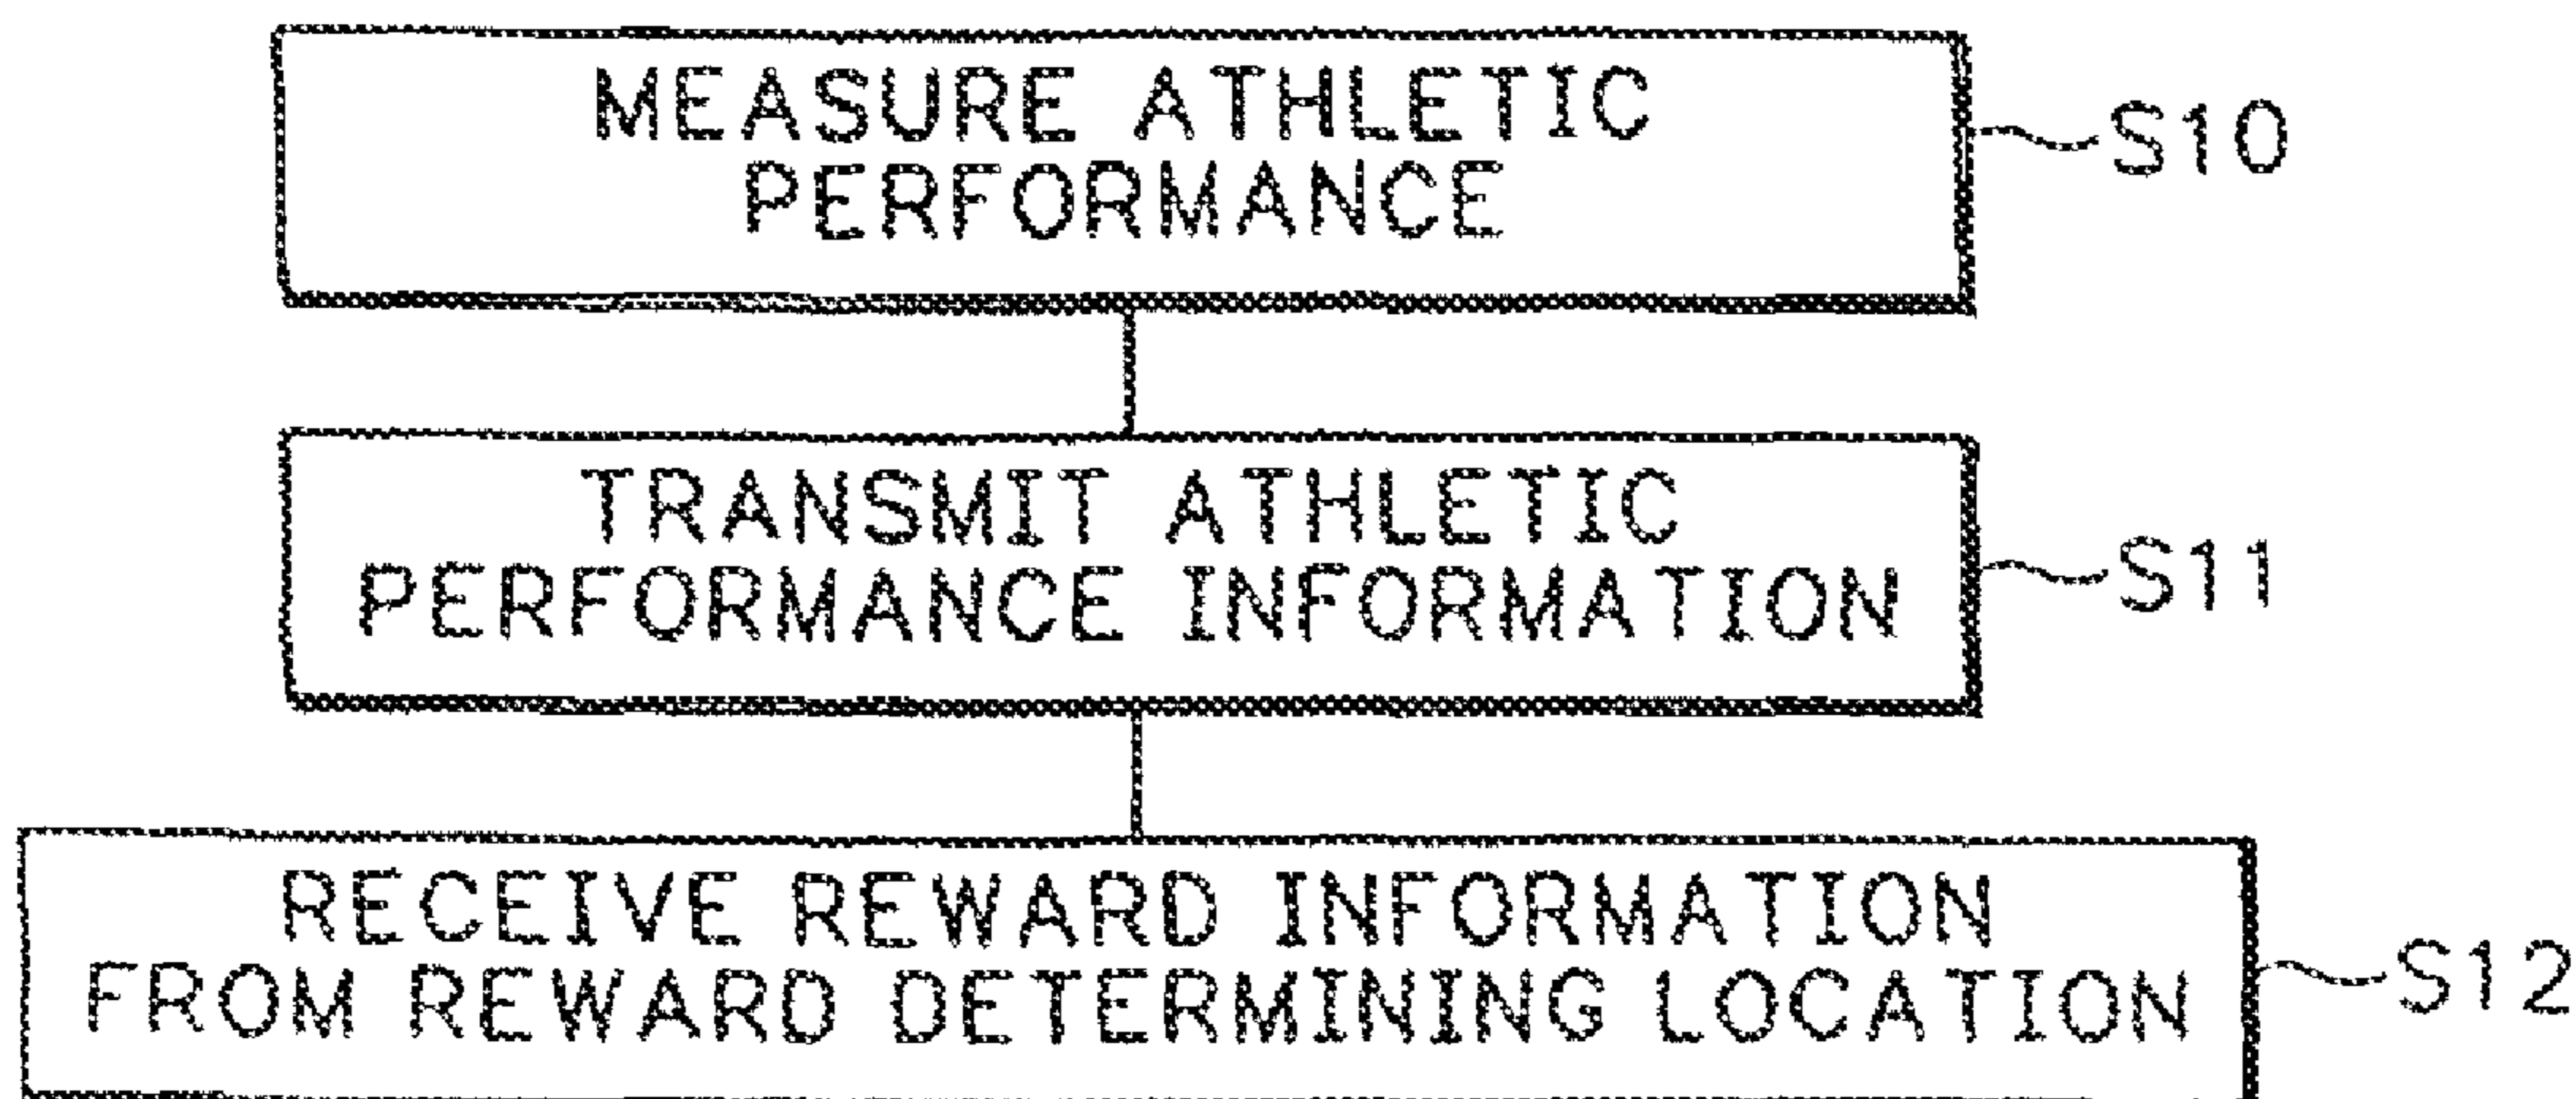 MEASURE ATHLETIC
PERFORMANCE
S10
TRANSMIT ATHLETIC
PERFORMANCE INFORMATION
S11
RECEIVE REWARD INFORMATION
FROM REWARD DETERMINING LOCATION
S12